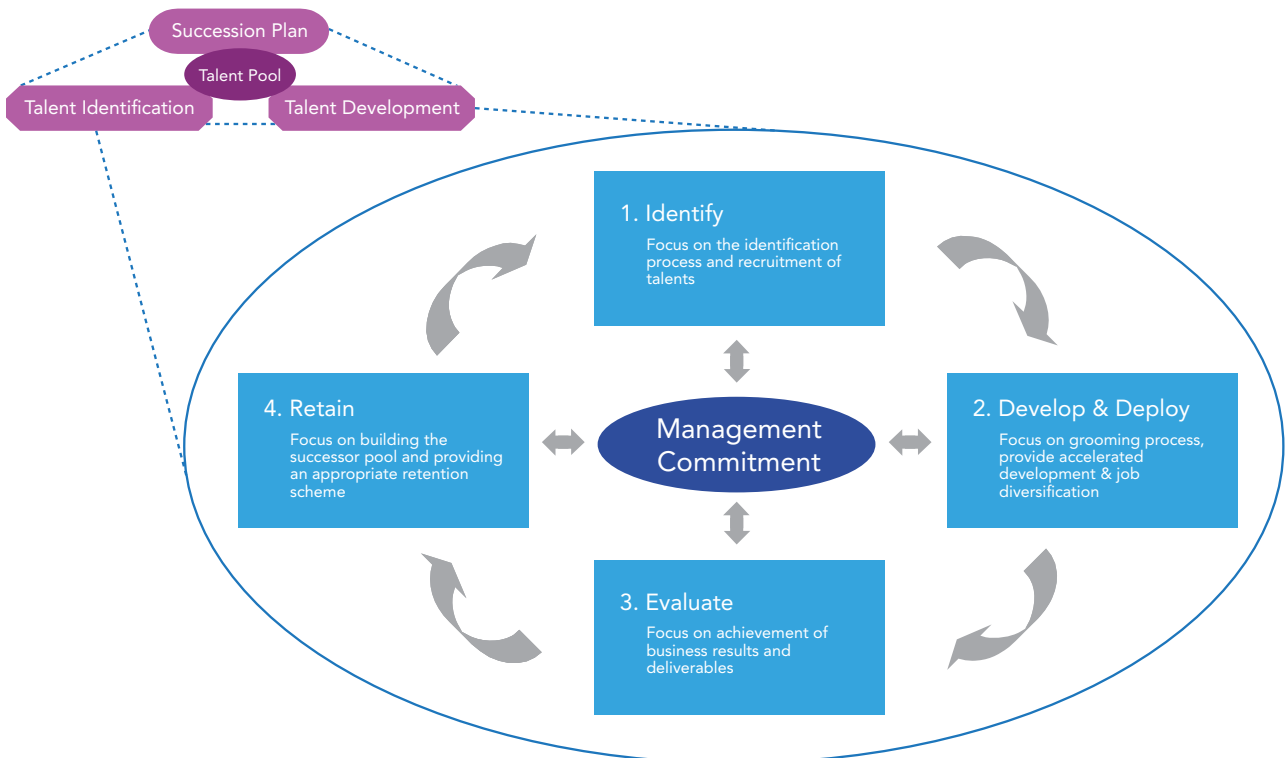 Succession Plan
Talent Pool
Talent Identification
Talent Development
1. Identify
Focus on the identification
process and recruitment of
talents
4. Retain
Focus on building the
successor pool and providing
an appropriate retention
scheme
Management
Commitment
2. Develop & Deploy
Focus on grooming process,
provide accelerated
development & job
diversification
3. Evaluate
Focus on achievement of
business results and
deliverables